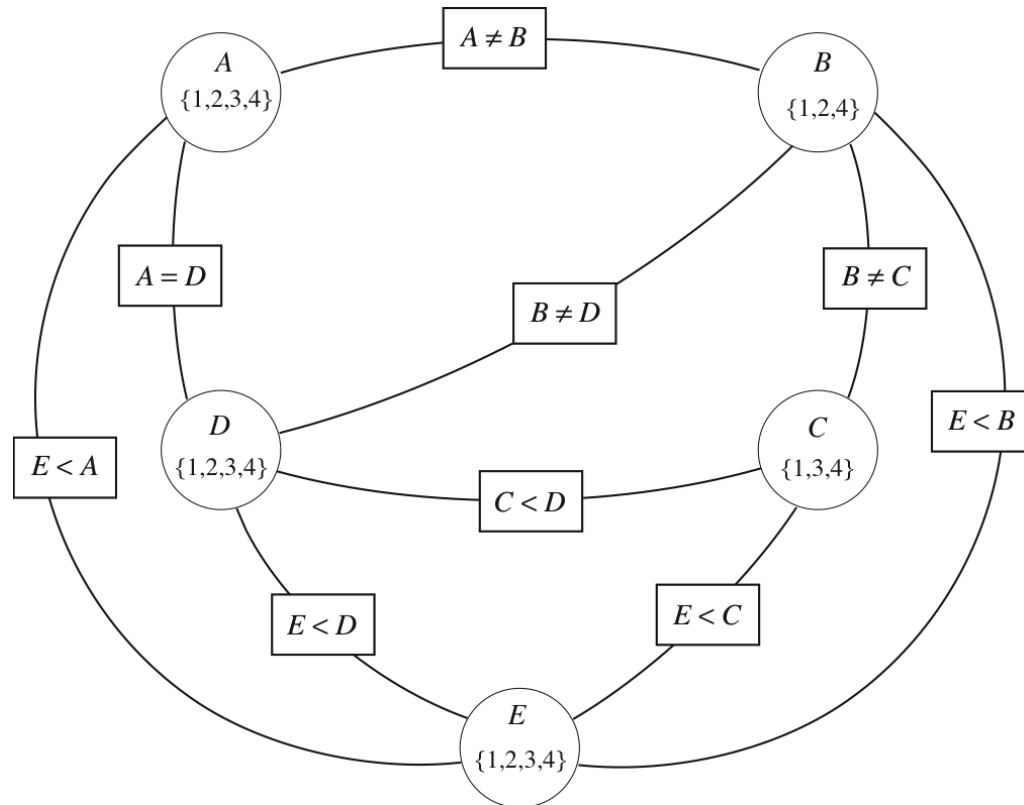 A ≠ B
A
{1,2,3,4}
B
{1,2,4}
A = D
B ≠ C
B ≠ D
E < B
D
{1,2,3,4}
C
{1,3,4}
E < A
C < D
E < D
E < C
E
{1,2,3,4}